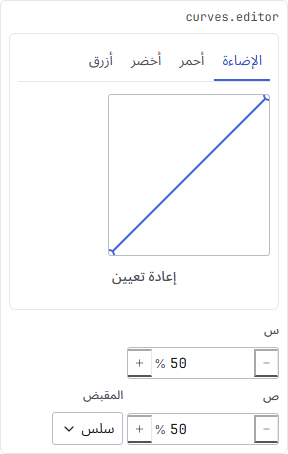 curves.editor
الإضاءة أحمر أخضر أزرق
إعادة تعيين
س
− 50 % +
ص المقبض
− 50 % + سلس